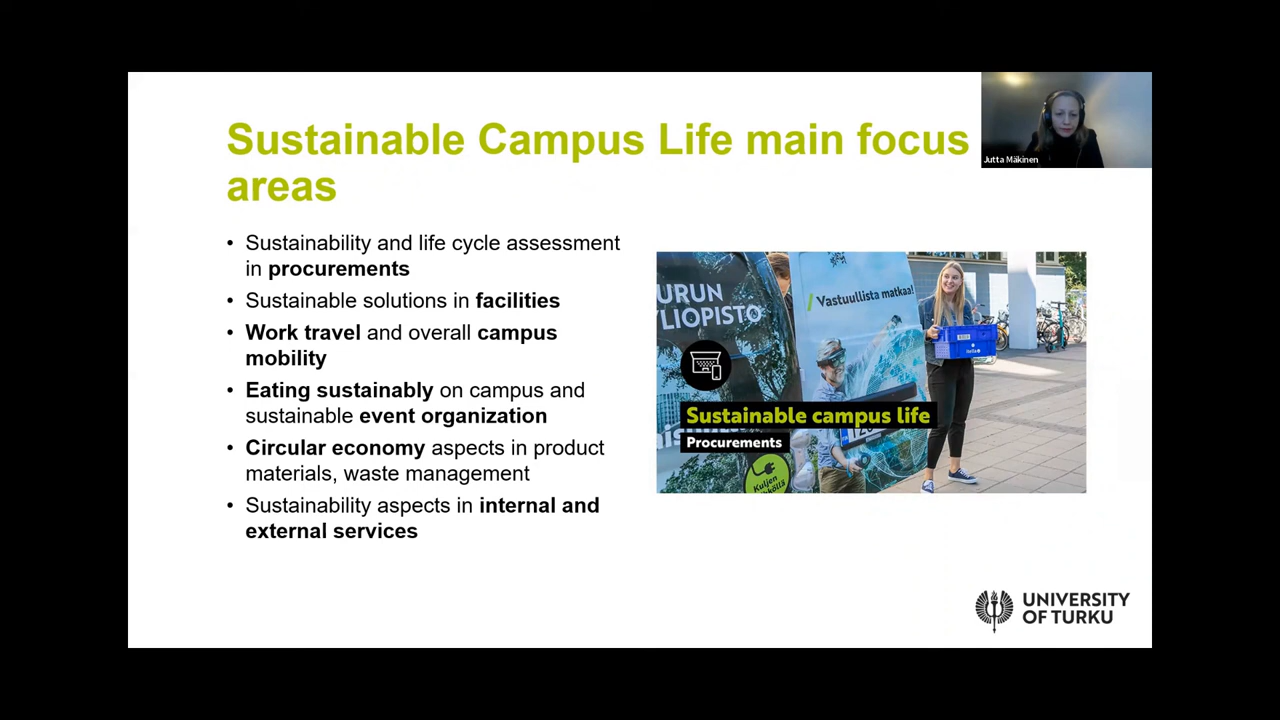 Sustainable Campus Life main focus
areas
Jutta Mäkinen
• Sustainability and life cycle assessment
in procurements
• Sustainable solutions in facilities
• Work travel and overall campus
mobility
• Eating sustainably on campus and
sustainable event organization
• Circular economy aspects in product
materials, waste management
• Sustainability aspects in internal and
external services
URUN
YLIOPISTO
Vastuullista matkaa!
Sustainable campus life
Procurements
Kuljen
UNIVERSITY
OF TURKU